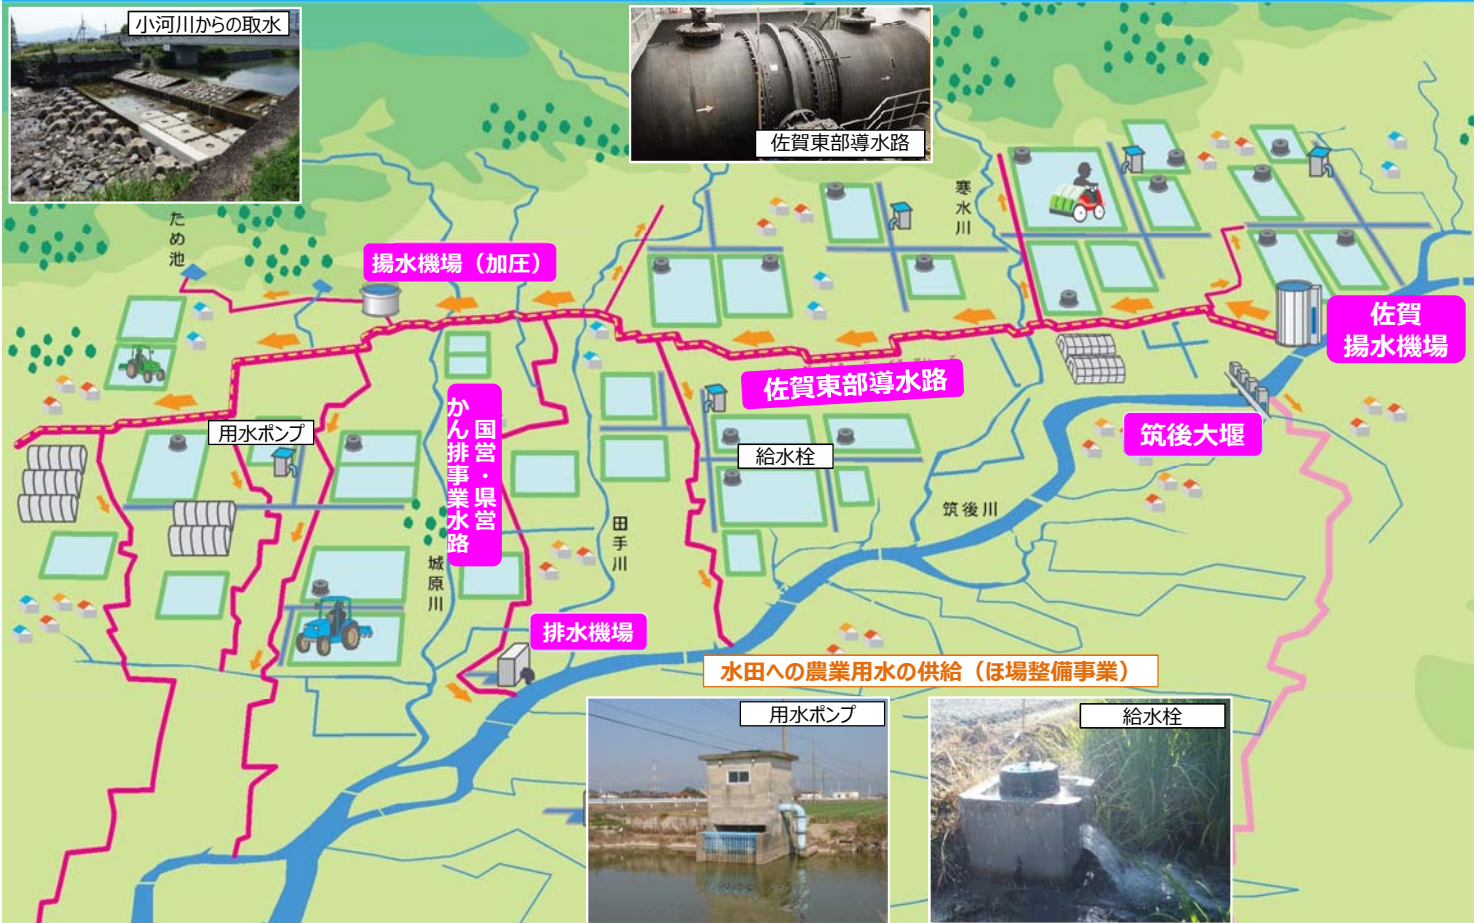 小河川からの取水
佐賀東部導水路
ため池
寒水川
揚水機場（加圧）
佐賀
揚水機場
佐賀東部導水路
筑後大堰
用水ポンプ
国営・県営
かん排事業水路
給水栓
筑後川
田手川
城原川
排水機場
水田への農業用水の供給（ほ場整備事業）
用水ポンプ
給水栓